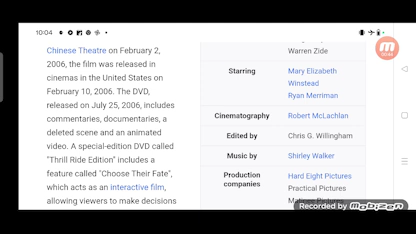 10:04
Chinese Theatre on February 2,
2006, the film was released in
cinemas in the United States on
February 10, 2006. The DVD,
released on July 25, 2006, includes
commentaries, documentaries, a
deleted scene and an animated
video. A special-edition DVD called
"Thrill Ride Edition" includes a
feature called "Choose Their Fate",
which acts as an interactive film,
allowing viewers to make decisions
Warren Zide
Starring Mary Elizabeth
Winstead
Ryan Merriman
Cinematography Robert McLachlan
Edited by Chris G. Willingham
Music by Shirley Walker
Production Hard Eight Pictures
companies Practical Pictures
Matinee Pictures
Recorded by Mobizen